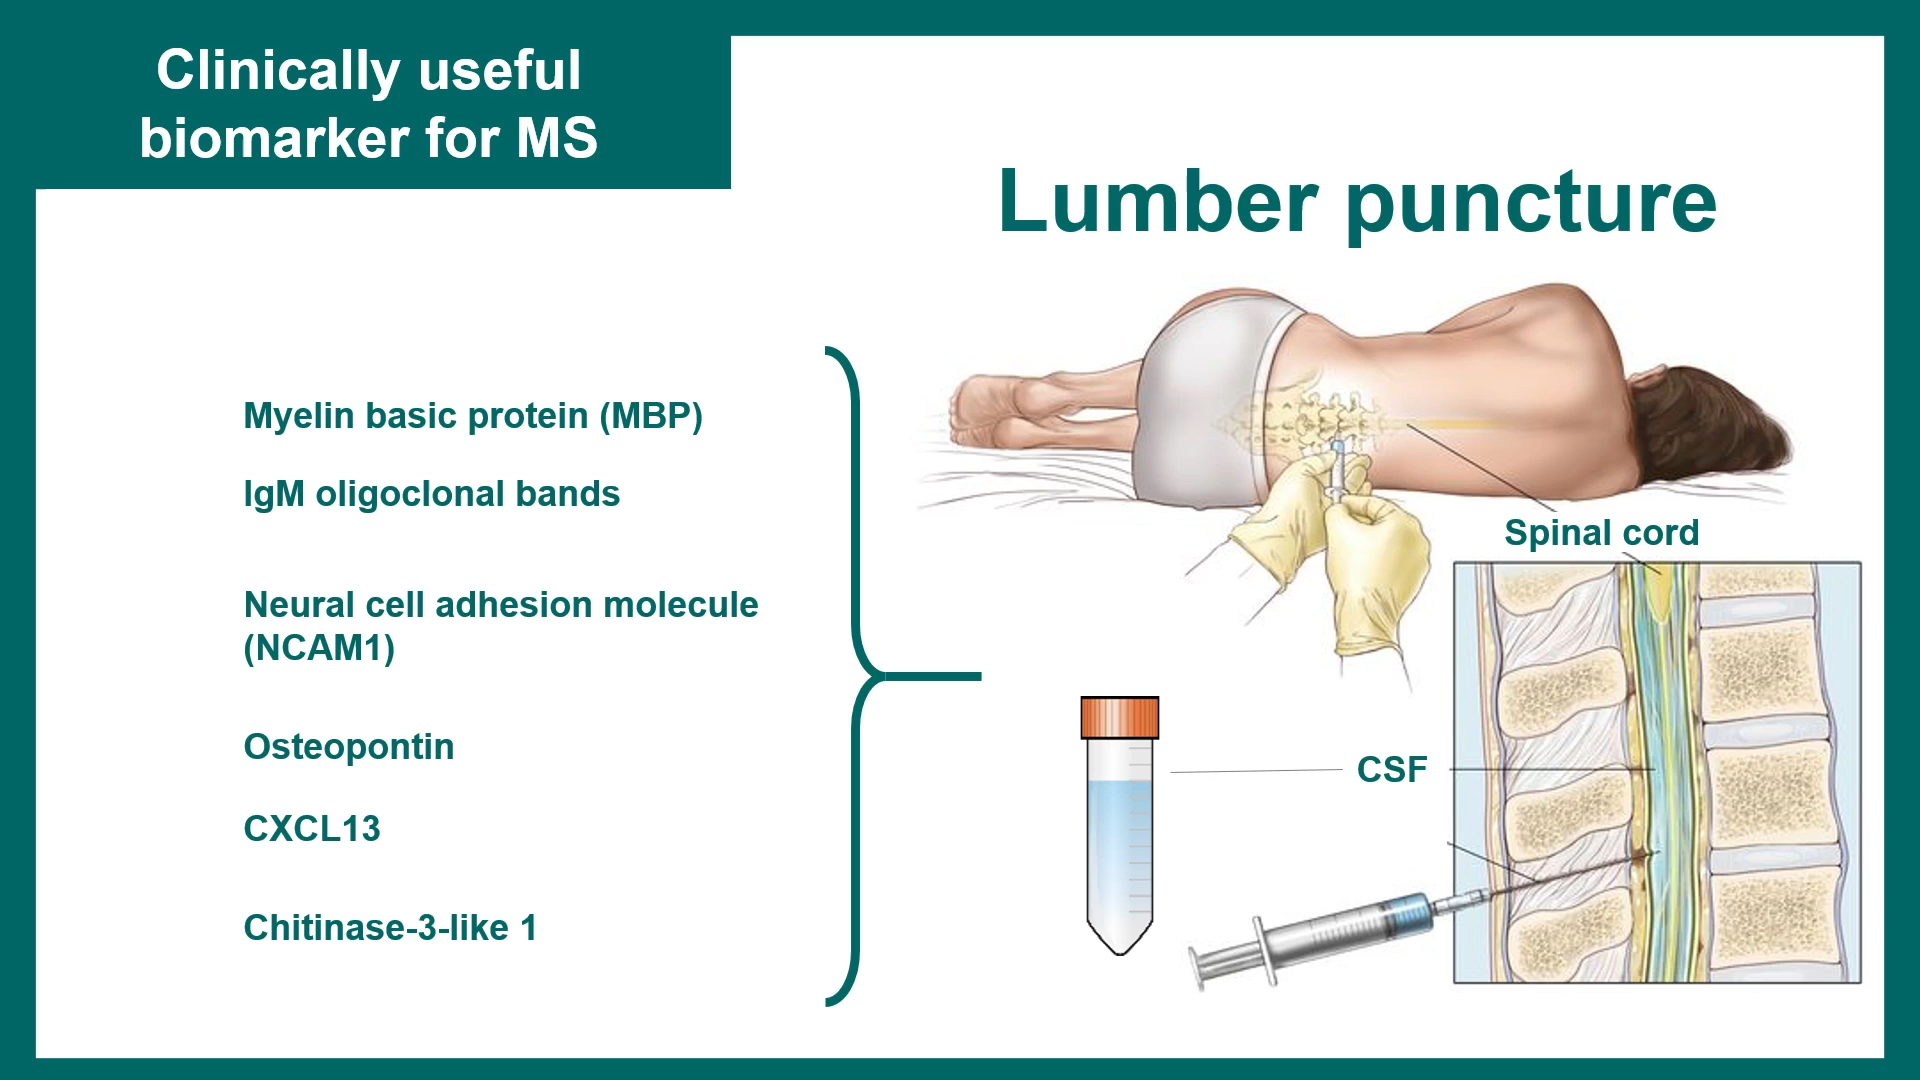 Clinically useful
biomarker for MS
Lumber puncture
Myelin basic protein (MBP)
IgM oligoclonal bands
Neural cell adhesion molecule
(NCAM1)
Osteopontin
CXCL13
Chitinase-3-like 1
Spinal cord
CSF